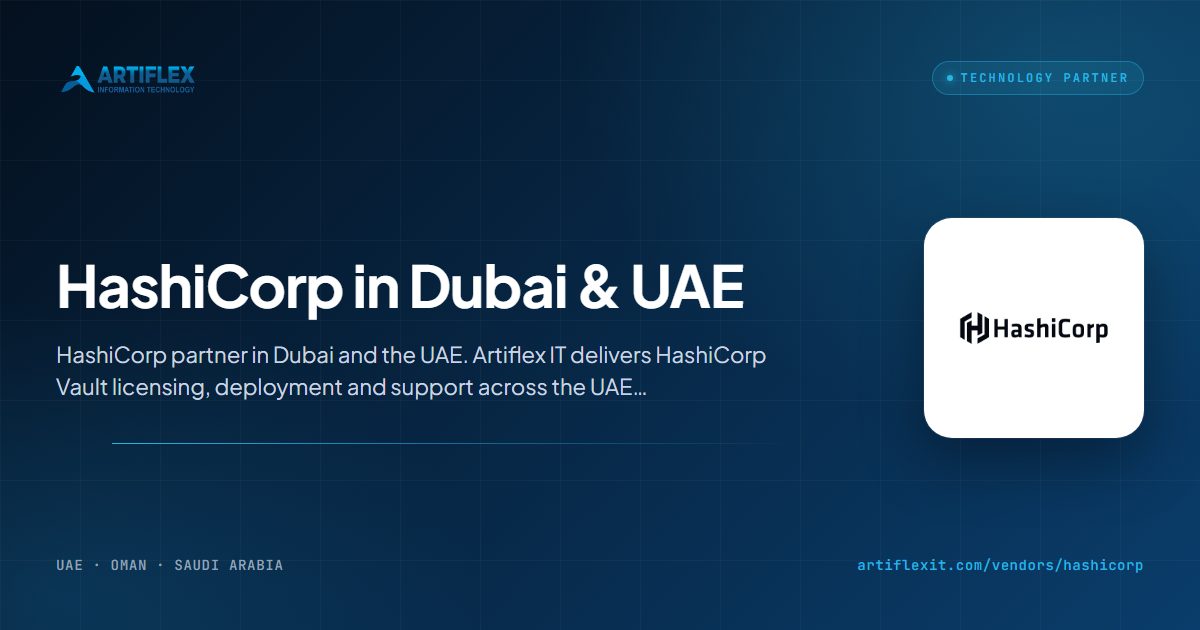 ARTIFLEX
INFORMATION TECHNOLOGY
TECHNOLOGY PARTNER
HashiCorp in Dubai & UAE
HashiCorp partner in Dubai and the UAE. Artiflex IT delivers HashiCorp
Vault licensing, deployment and support across the UAE…
HashiCorp
UAE · OMAN · SAUDI ARABIA
artiflexit.com/vendors/hashicorp